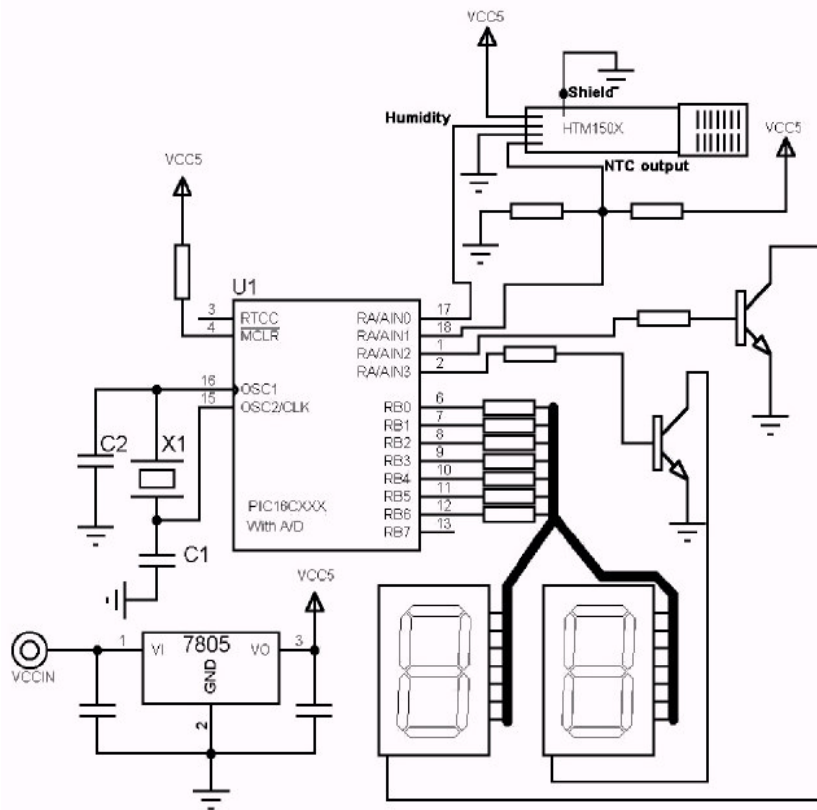 VCC5
Shield
Humidity
HTM150X
VCC5
NTC output
VCC5
U1
3
RTCC
4
MCLR
16
OSC1
15
OSC2/CLK
RA/AIN0
17
RA/AIN1
18
RA/AIN2
1
RA/AIN3
2
RB0
6
RB1
7
RB2
8
RB3
9
RB4
10
RB5
11
RB6
12
RB7
13
PIC16CXXX
With A/D
C2
X1
C1
VCC5
1
VI
7805
VO
3
GND
2
VCCIN